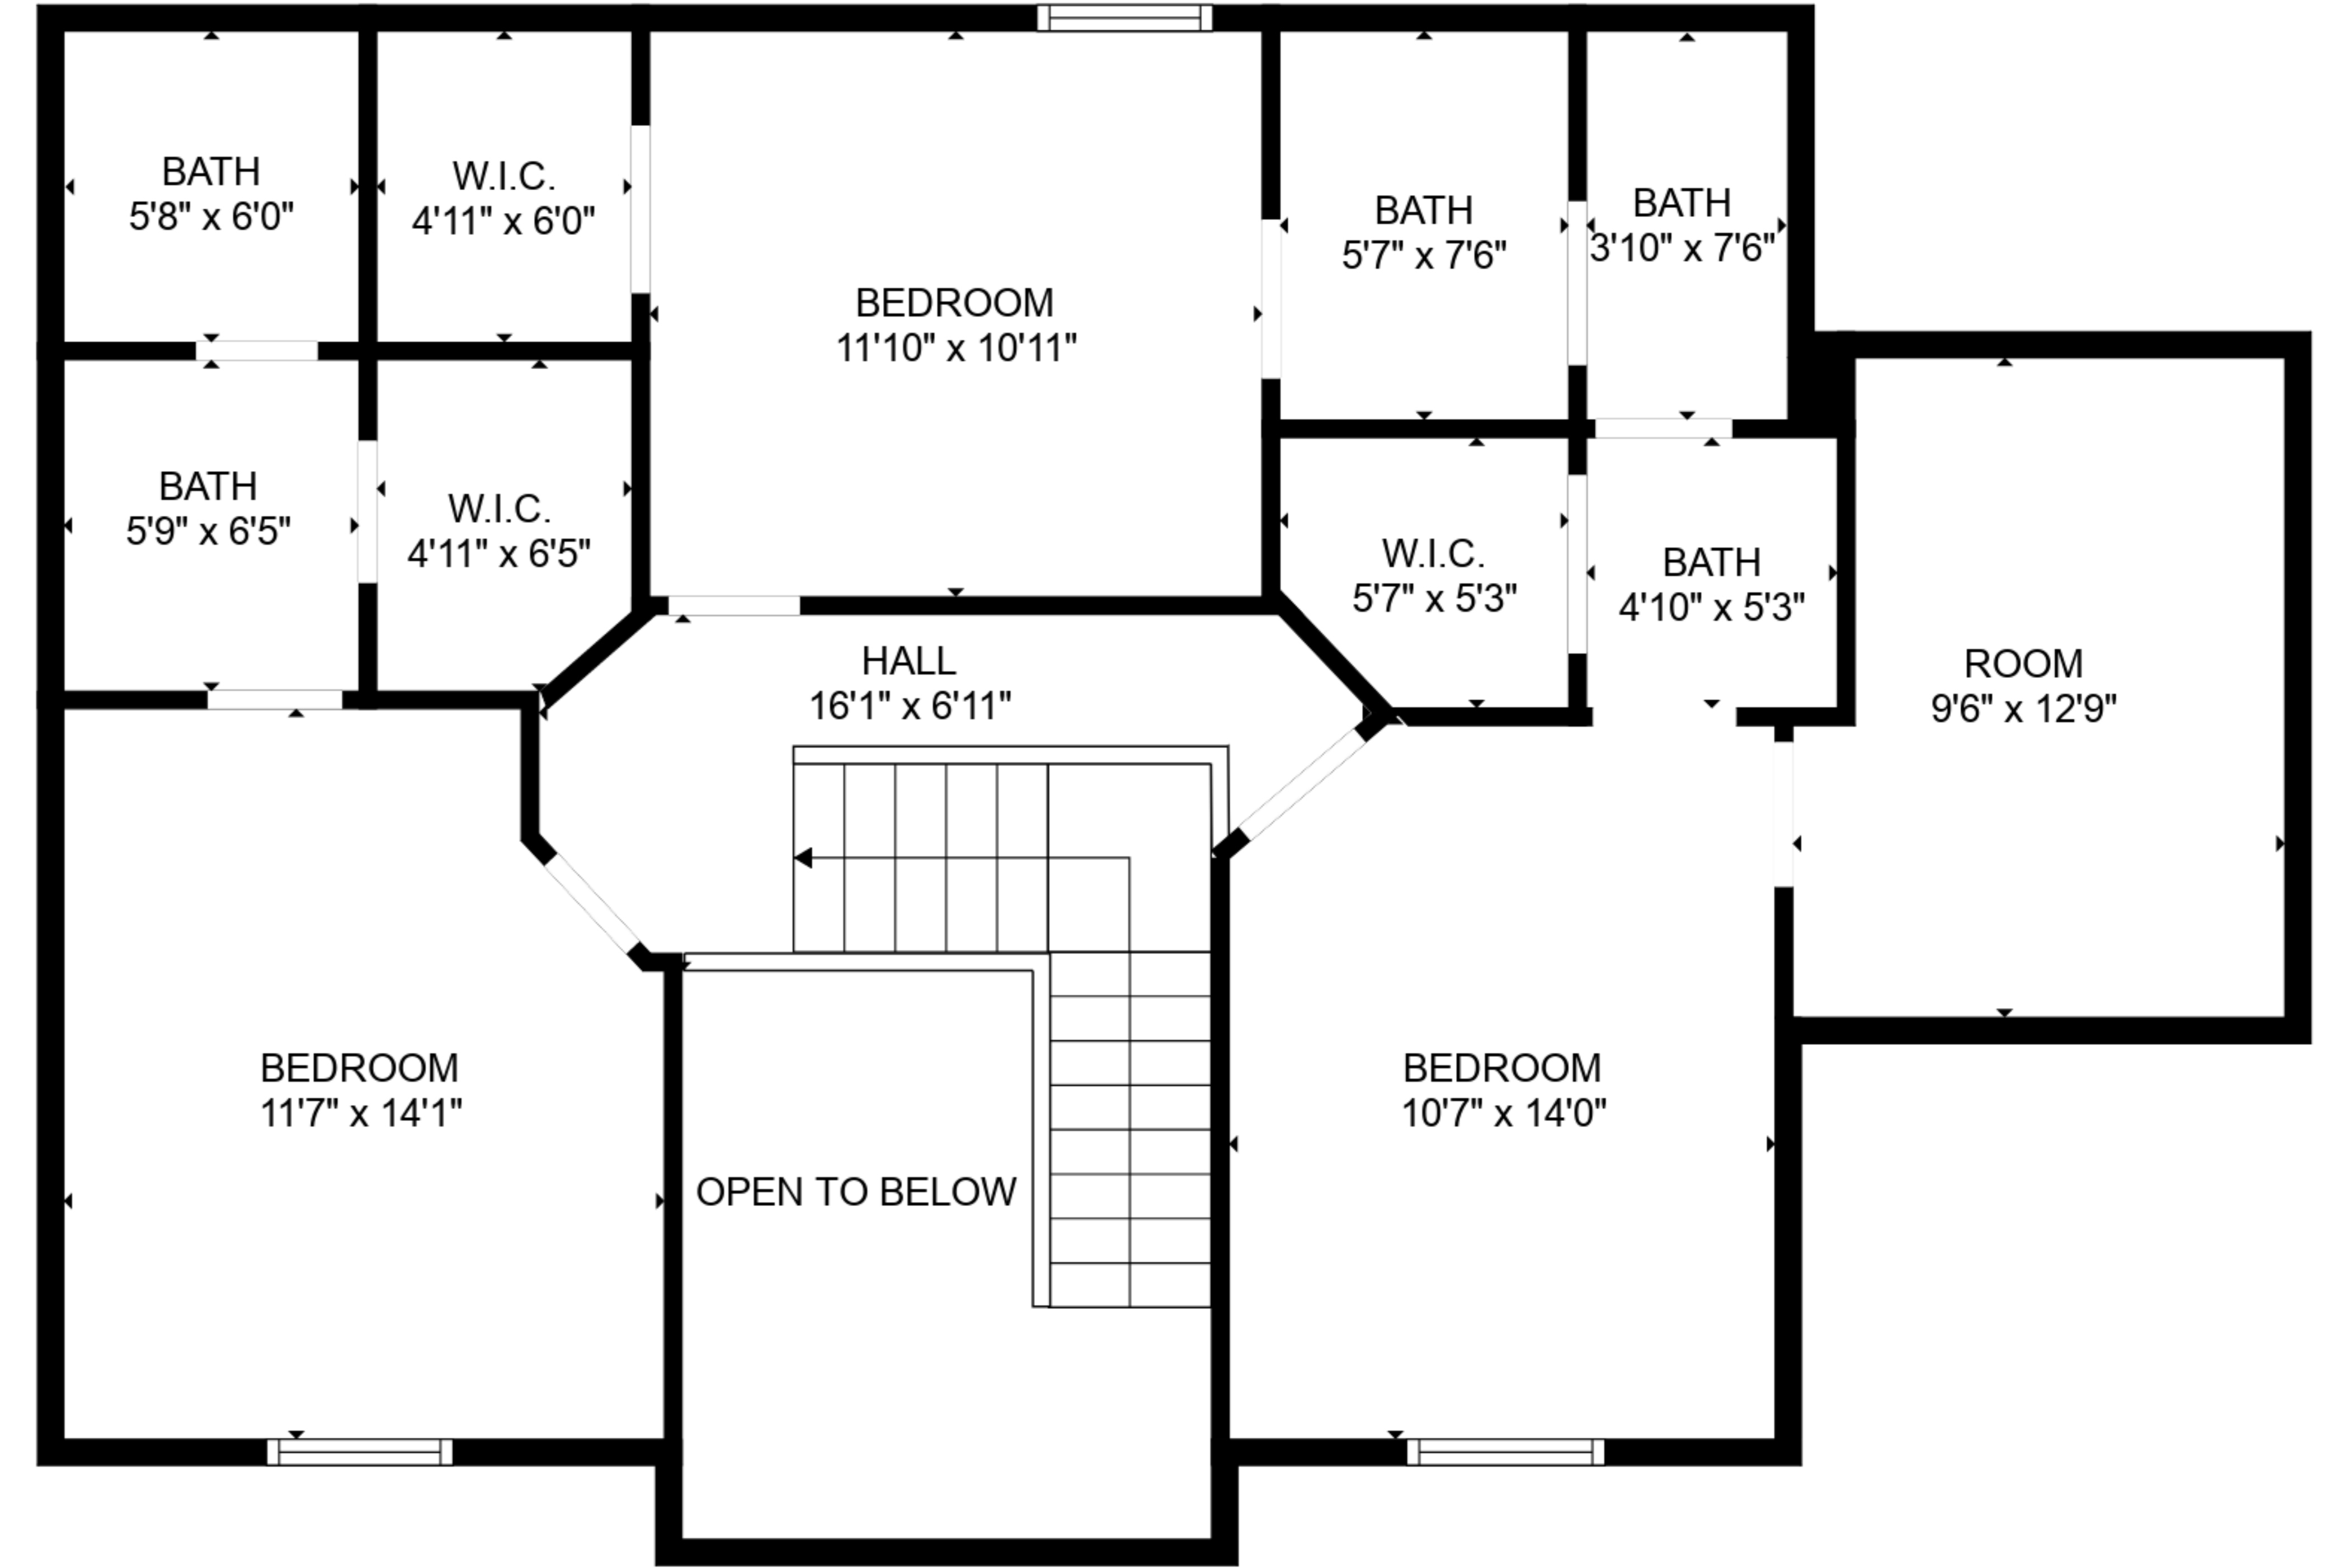 BATH
5'8" x 6'0"
W.I.C.
4'11" x 6'0"
BEDROOM
11'10" x 10'11"
BATH
5'7" x 7'6"
BATH
3'10" x 7'6"
BATH
5'9" x 6'5"
W.I.C.
4'11" x 6'5"
W.I.C.
5'7" x 5'3"
BATH
4'10" x 5'3"
HALL
16'1" x 6'11"
ROOM
9'6" x 12'9"
BEDROOM
11'7" x 14'1"
OPEN TO BELOW
BEDROOM
10'7" x 14'0"